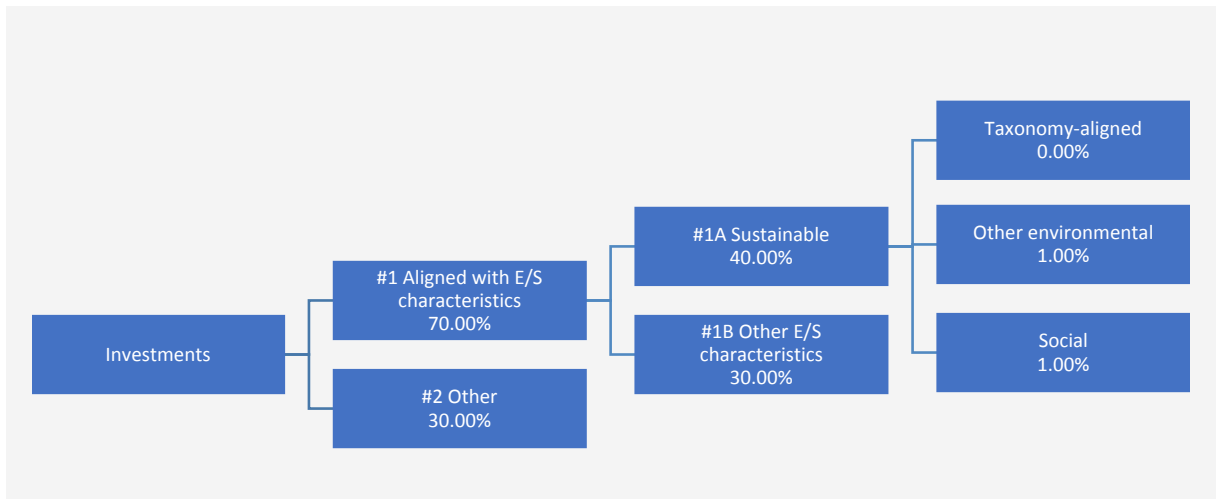 Investments
#1 Aligned with E/S
characteristics
70.00%
#2 Other
30.00%
#1A Sustainable
40.00%
#1B Other E/S
characteristics
30.00%
Taxonomy-aligned
0.00%
Other environmental
1.00%
Social
1.00%